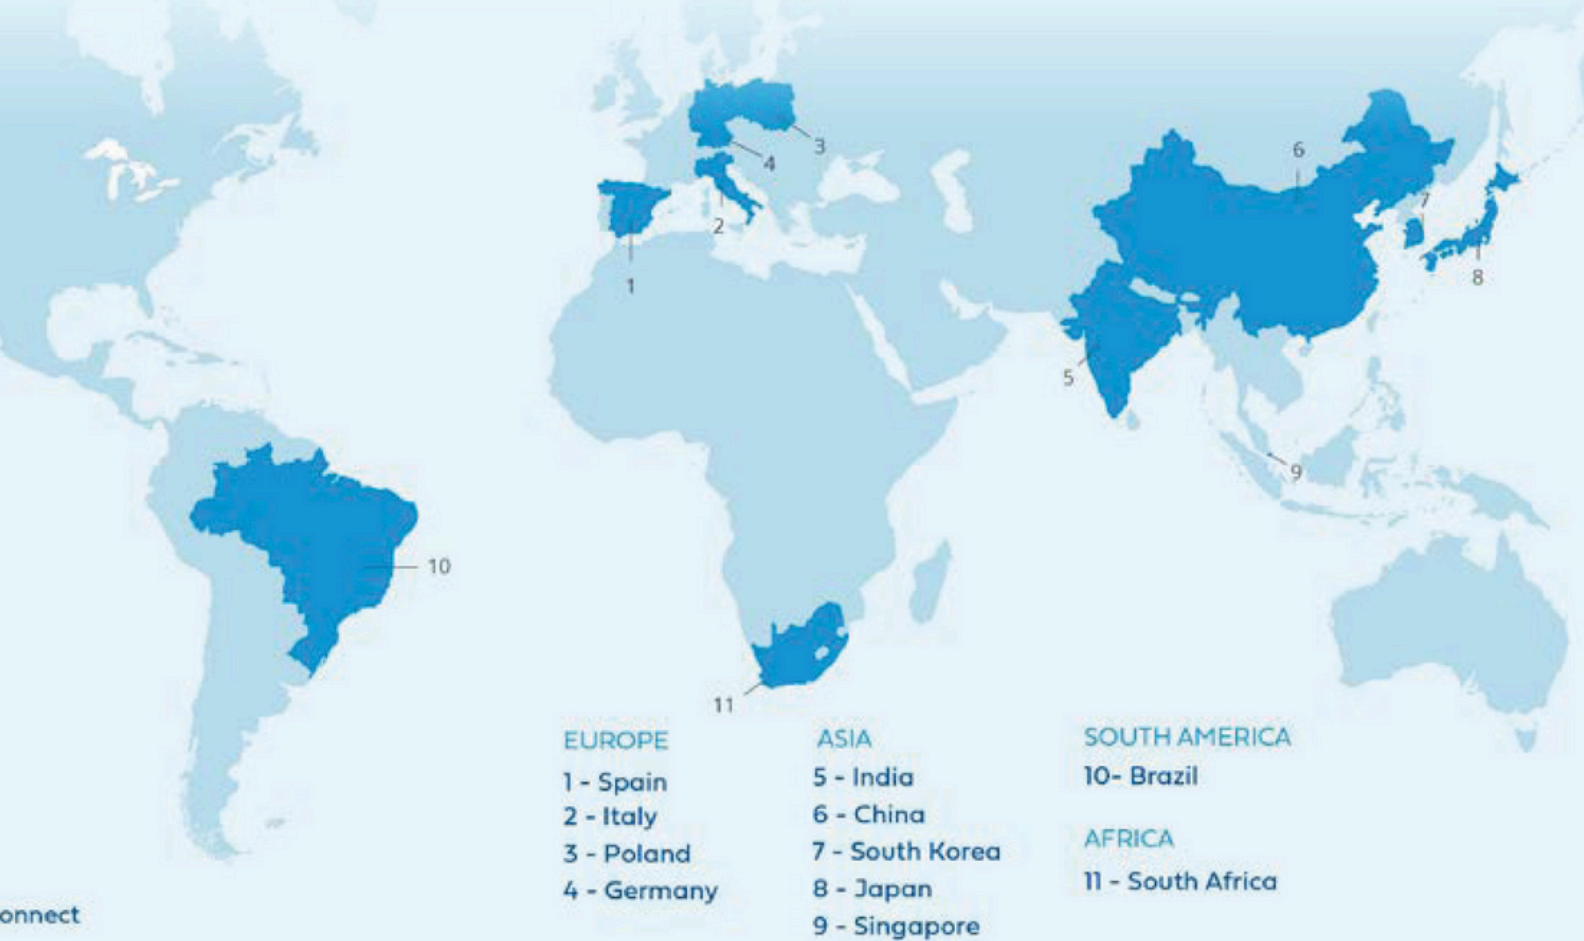 6
3
4
7
2
8
1
5
9
10
11
EUROPE
1 - Spain
2 - Italy
3 - Poland
4 - Germany
ASIA
5 - India
6 - China
7 - South Korea
8 - Japan
9 - Singapore
SOUTH AMERICA
10- Brazil
AFRICA
11 - South Africa
onnect